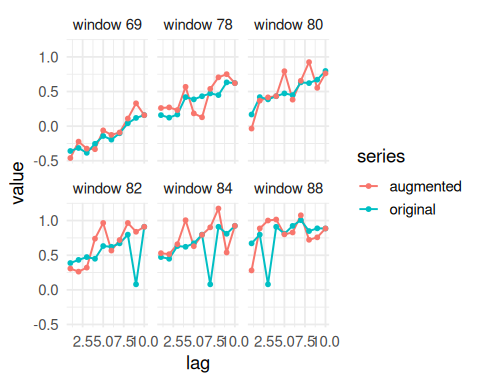 window 69 window 78 window 80
1.0
0.5
0.0
-0.5
window 82 window 84 window 88
1.0
0.5
0.0
-0.5
2.55.07.510.0 2.55.07.510.0 2.55.07.510.0
lag
value
series
augmented
original